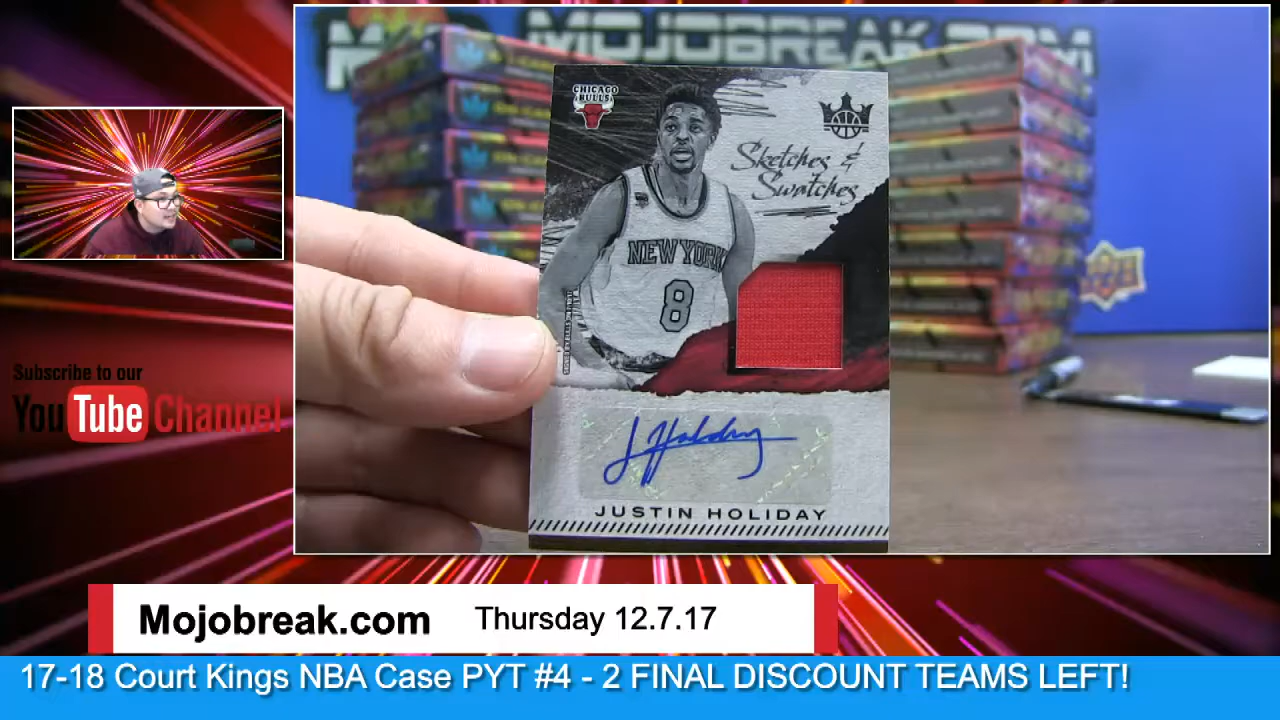 MOJOBREAK.COM
CHICAGO
BULLS
Sketches &
Swatches
NEW YORK
8
JUSTIN HOLIDAY
Subscribe to our
YouTube Channel
Mojobreak.com
Thursday 12.7.17
17-18 Court Kings NBA Case PYT #4 - 2 FINAL DISCOUNT TEAMS LEFT!